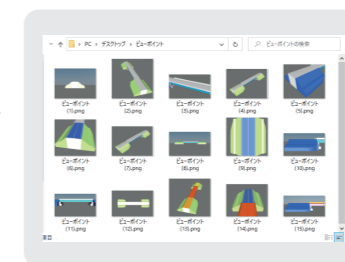 PC › デスクトップ › ビューポイント
ビューポイントの検索
ビューポイント ビューポイント ビューポイント ビューポイント ビューポイント
(1).png (2).png (3).png (4).png (5).png
ビューポイント ビューポイント ビューポイント ビューポイント ビューポイント
(6).png (7).png (8).png (9).png (10).png
ビューポイント ビューポイント ビューポイント ビューポイント ビューポイント
(11).png (12).png (13).png (14).png (15).png